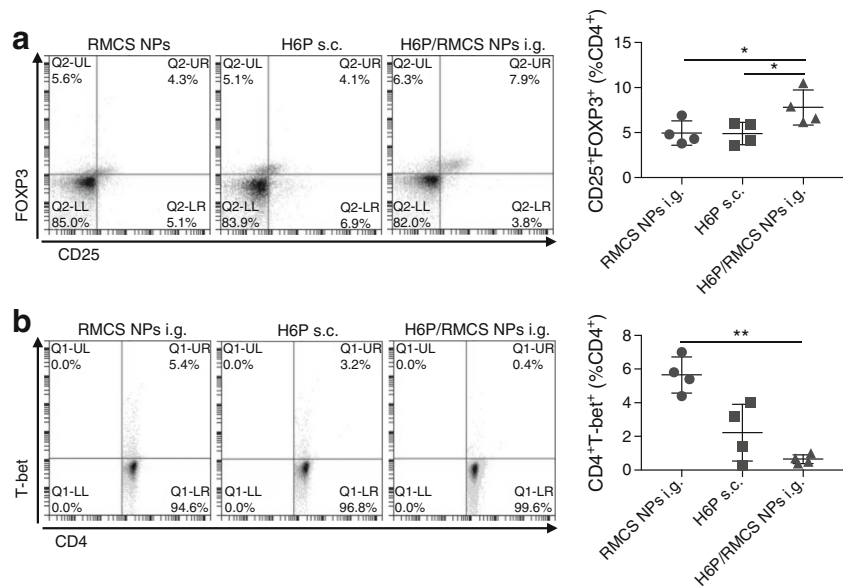 a
RMCS NPs
H6P s.c.
H6P/RMCS NPs i.g.
Q2-UL
5.6%
Q2-UR
4.3%
Q2-LL
85.0%
Q2-LR
5.1%
Q2-UL
5.1%
Q2-UR
4.1%
Q2-LL
83.9%
Q2-LR
6.9%
Q2-UL
6.3%
Q2-UR
7.9%
Q2-LL
82.0%
Q2-LR
3.8%
FOXP3
CD25
CD25+FOXP3+ (%CD4+)
15
10
5
0
*
*
RMCS NPs i.g.
H6P s.c.
H6P/RMCS NPs i.g.
b
RMCS NPs i.g.
H6P s.c.
H6P/RMCS NPs i.g.
Q1-UL
0.0%
Q1-UR
5.4%
Q1-LL
0.0%
Q1-LR
94.6%
Q1-UL
0.0%
Q1-UR
3.2%
Q1-LL
0.0%
Q1-LR
96.8%
Q1-UL
0.0%
Q1-UR
0.4%
Q1-LL
0.0%
Q1-LR
99.6%
T-bet
CD4
CD4+T-bet+ (%CD4+)
8
6
4
2
0
**
RMCS NPs i.g.
H6P s.c.
H6P/RMCS NPs i.g.